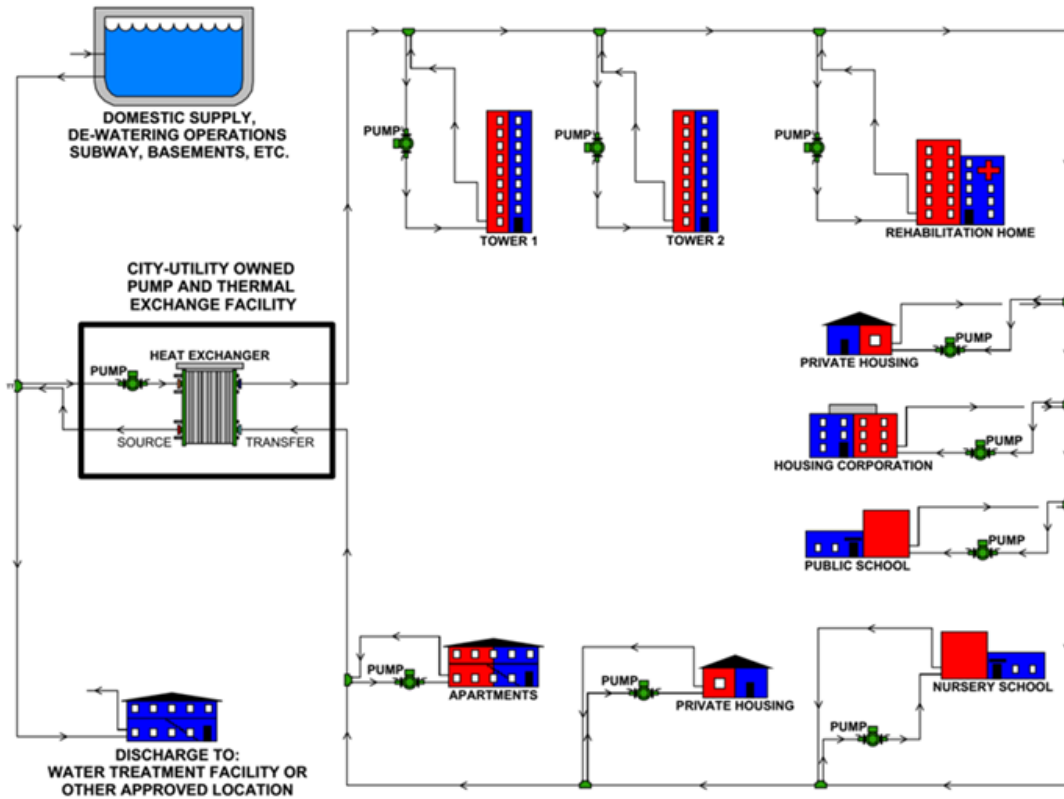 DOMESTIC SUPPLY,
DE-WATERING OPERATIONS
SUBWAY, BASEMENTS, ETC.
PUMP
TOWER 1
PUMP
TOWER 2
PUMP
REHABILITATION HOME
CITY-UTILITY OWNED
PUMP AND THERMAL
EXCHANGE FACILITY
HEAT EXCHANGER
PUMP
SOURCE
TRANSFER
PUMP
PRIVATE HOUSING
PUMP
HOUSING CORPORATION
PUMP
PUBLIC SCHOOL
PUMP
APARTMENTS
PUMP
PRIVATE HOUSING
PUMP
NURSERY SCHOOL
DISCHARGE TO:
WATER TREATMENT FACILITY OR
OTHER APPROVED LOCATION